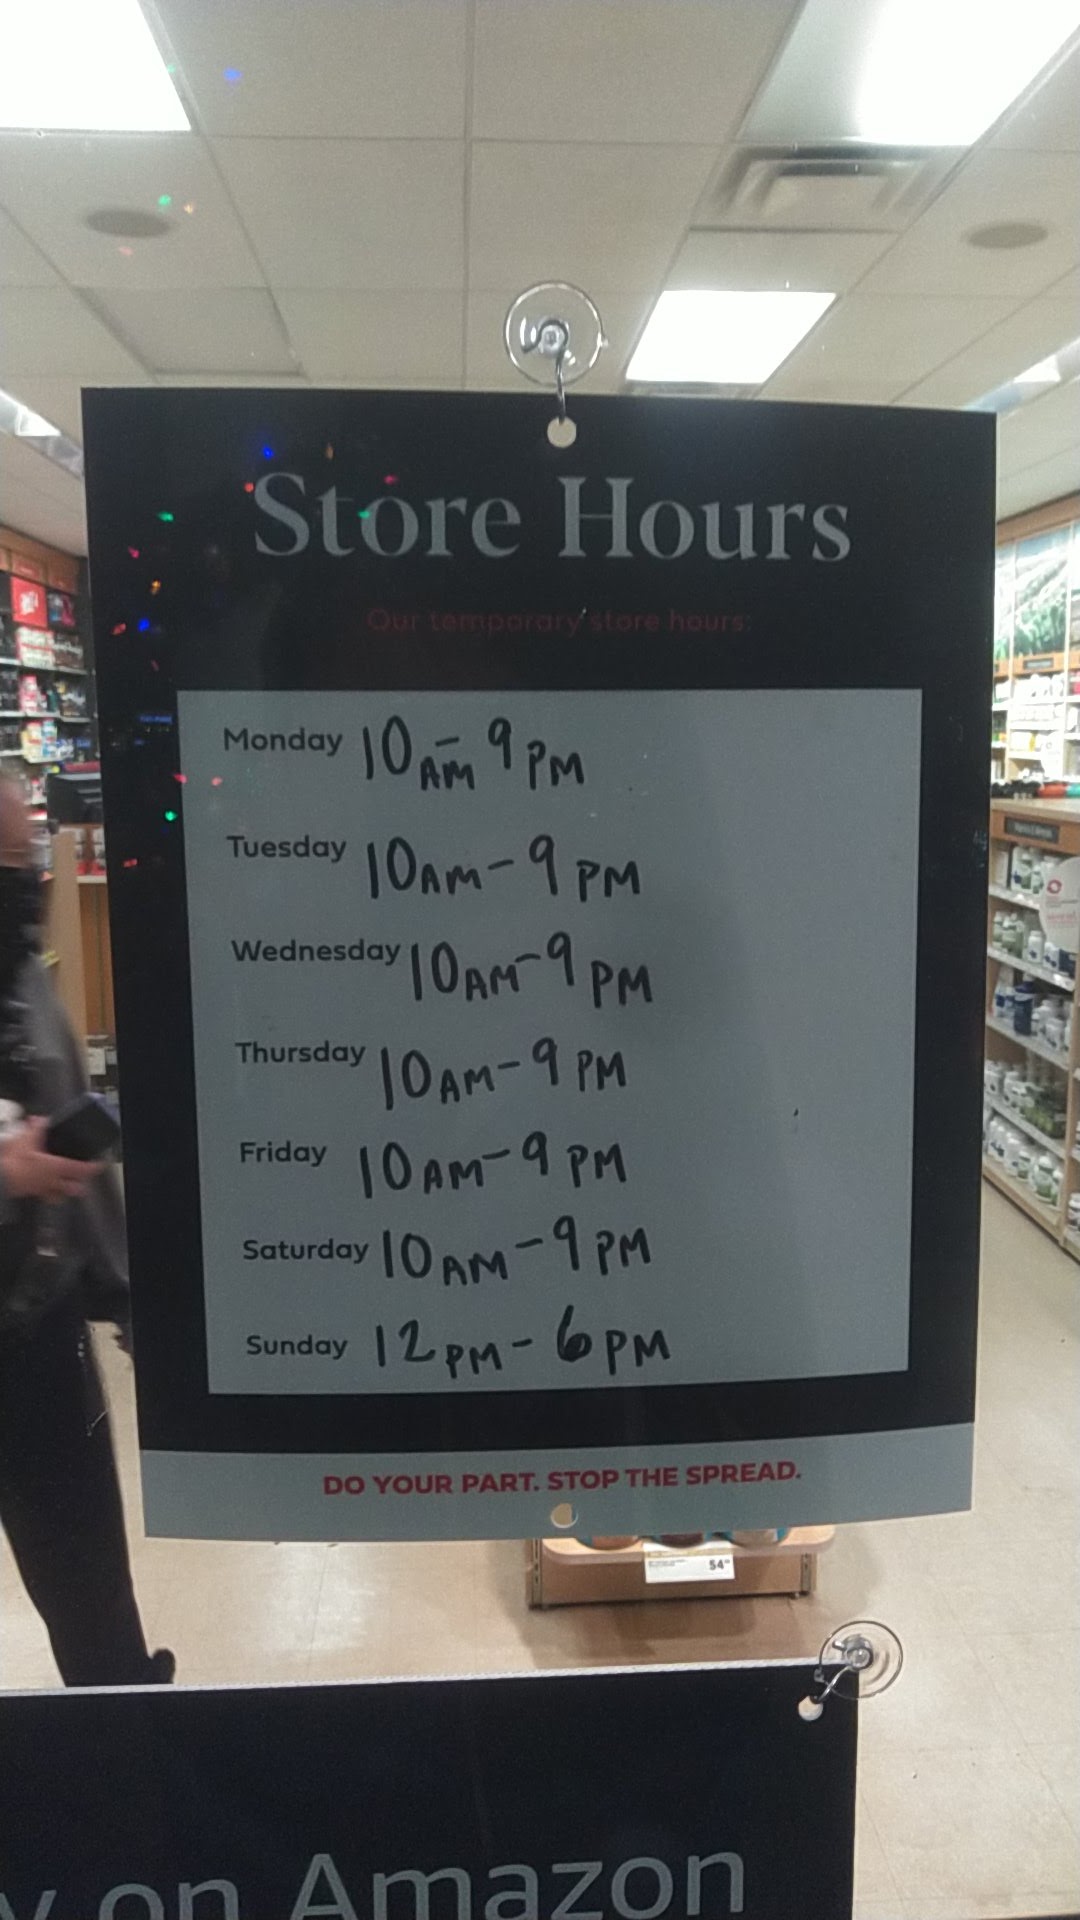 Store Hours
Our temporary store hours:
Monday 10AM-9PM
Tuesday 10AM-9PM
Wednesday 10AM-9PM
Thursday 10AM-9PM
Friday 10AM-9PM
Saturday 10AM-9PM
Sunday 12PM-6PM
DO YOUR PART. STOP THE SPREAD.
54
y on Amazon